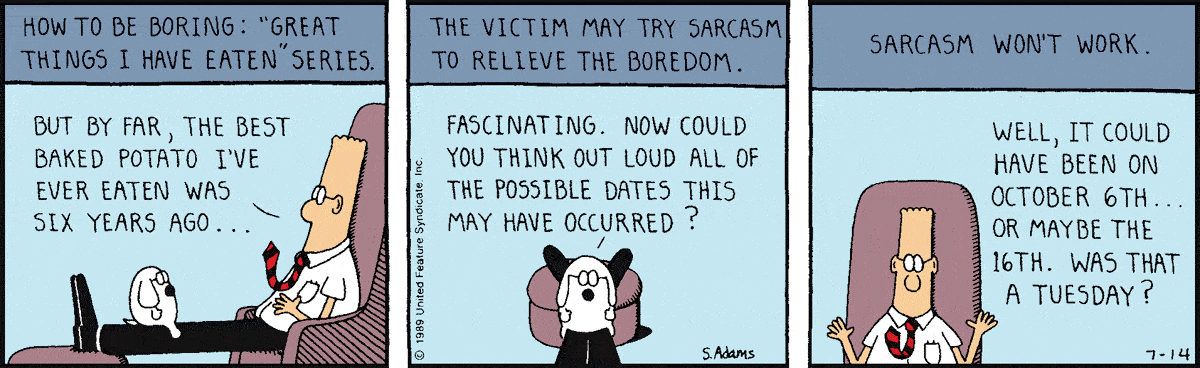 HOW TO BE BORING: "GREAT
THINGS I HAVE EATEN" SERIES.
BUT BY FAR, THE BEST
BAKED POTATO I'VE
EVER EATEN WAS
SIX YEARS AGO...
THE VICTIM MAY TRY SARCASM
TO RELIEVE THE BOREDOM.
FASCINATING. NOW COULD
YOU THINK OUT LOUD ALL OF
THE POSSIBLE DATES THIS
MAY HAVE OCCURRED?
© 1989 United Feature Syndicate, Inc.
S.Adams
SARCASM WON'T WORK.
WELL, IT COULD
HAVE BEEN ON
OCTOBER 6TH...
OR MAYBE THE
16TH. WAS THAT
A TUESDAY?
7-14